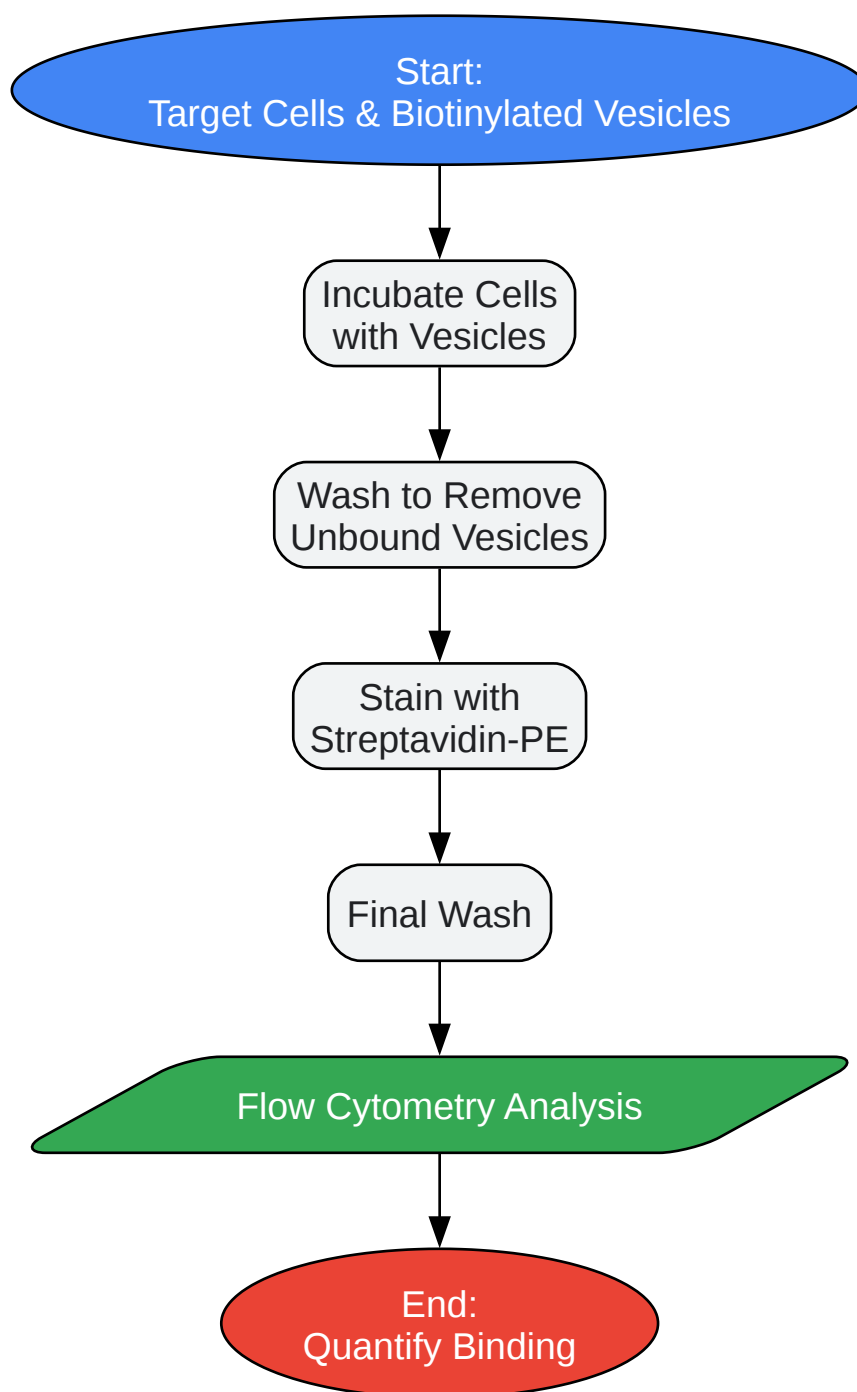 Start:
Target Cells & Biotinylated Vesicles
Incubate Cells
with Vesicles
Wash to Remove
Unbound Vesicles
Stain with
Streptavidin-PE
Final Wash
Flow Cytometry Analysis
End:
Quantify Binding